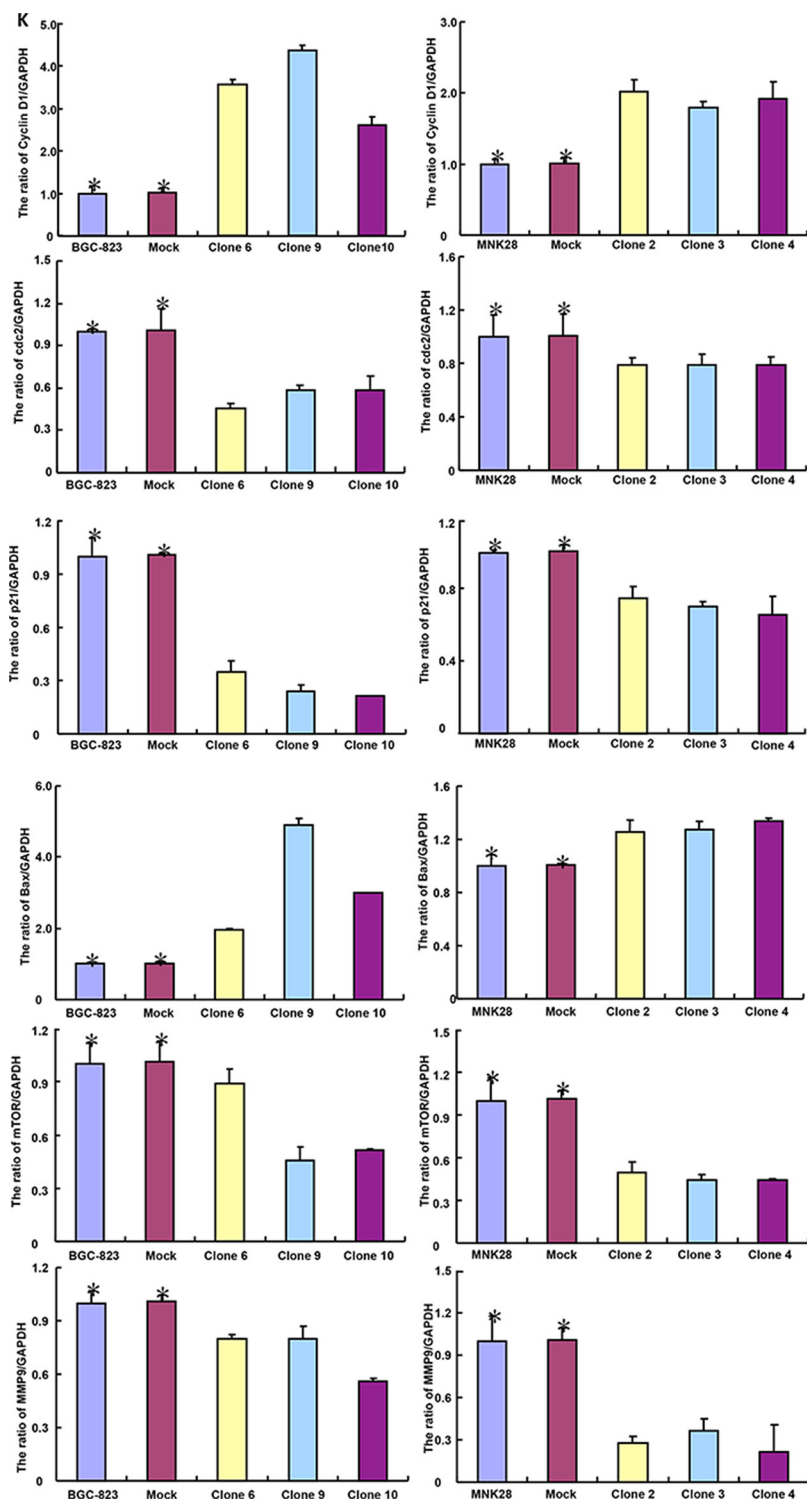 K
The ratio of Cyclin D1/GAPDH
5.0
4.0
3.0
2.0
1.0
0
* *
BGC-823 Mock Clone 6 Clone 9 Clone10
The ratio of Cyclin D1/GAPDH
3.0
2.0
1.0
0
* *
MNK28 Mock Clone 2 Clone 3 Clone 4
The ratio of cdc2/GAPDH
1.5
1.2
0.9
0.6
0.3
0
* *
BGC-823 Mock Clone 6 Clone 9 Clone 10
The ratio of cdc2/GAPDH
1.6
1.2
0.8
0.4
0
* *
MNK28 Mock Clone 2 Clone 3 Clone 4
The ratio of p21/GAPDH
1.2
0.9
0.6
0.3
0
* *
BGC-823 Mock Clone 6 Clone 9 Clone 10
The ratio of p21/GAPDH
1.2
0.8
0.4
0
* *
MNK28 Mock Clone 2 Clone 3 Clone 4
The ratio of Bax/GAPDH
6.0
4.0
2.0
0
* *
BGC-823 Mock Clone 6 Clone 9 Clone 10
The ratio of Bax/GAPDH
1.6
1.2
0.8
0.4
0
* *
MNK28 Mock Clone 2 Clone 3 Clone 4
The ratio of mTOR/GAPDH
1.2
0.9
0.6
0.3
0
* *
BGC-823 Mock Clone 6 Clone 9 Clone 10
The ratio of mTOR/GAPDH
1.5
1.2
0.9
0.6
0.3
0
* *
MNK28 Mock Clone 2 Clone 3 Clone 4
The ratio of MMP9/GAPDH
1.2
0.9
0.6
0.3
0
* *
BGC-823 Mock Clone 6 Clone 9 Clone 10
The ratio of MMP9/GAPDH
1.5
1.2
0.9
0.6
0.3
0
* *
MNK28 Mock Clone 2 Clone 3 Clone 4